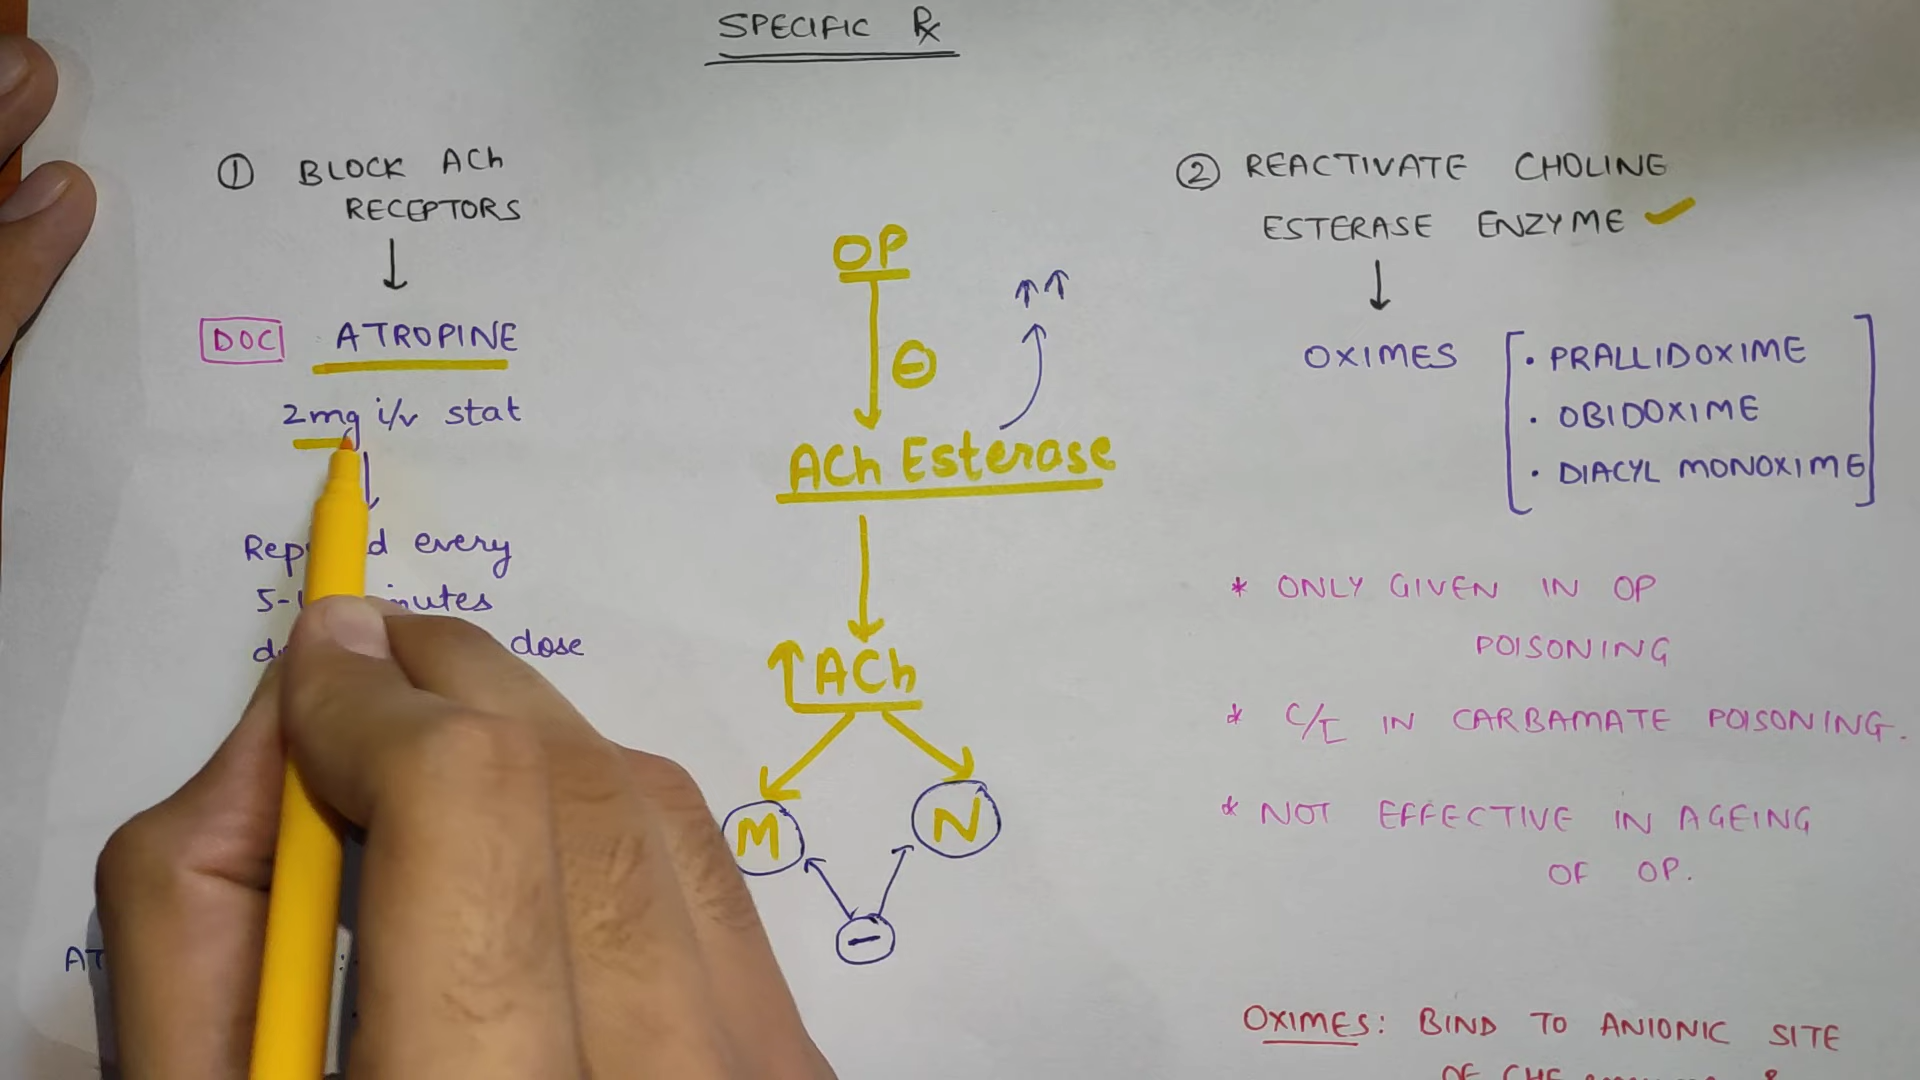 SPECIFIC Rx
① BLOCK ACh
RECEPTORS
DOC ATROPINE
2mg i/v stat
every
dose
OP
⊖
↑↑
ACh Esterase
↑ACh
M
N
−
② REACTIVATE CHOLINE
ESTERASE ENZYME
OXIMES
• PRALLIDOXIME
• OBIDOXIME
• DIACYL MONOXIME
* ONLY GIVEN IN OP
POISONING
* C/I IN CARBAMATE POISONING.
* NOT EFFECTIVE IN AGEING
OF OP.
OXIMES: BIND TO ANIONIC SITE